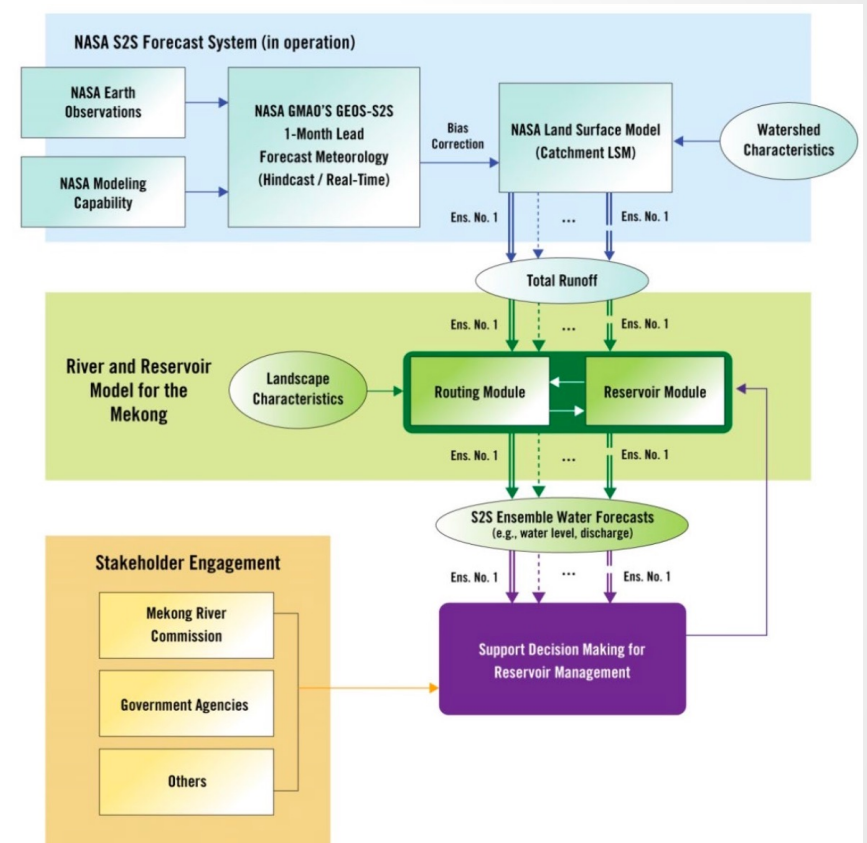 NASA S2S Forecast System (in operation)
NASA Earth
Observations
NASA Modeling
Capability
NASA GMAO'S GEOS-S2S
1-Month Lead
Forecast Meteorology
(Hindcast / Real-Time)
Bias
Correction
NASA Land Surface Model
(Catchment LSM)
Watershed
Characteristics
Ens. No. 1
...
Ens. No. 1
Total Runoff
Ens. No. 1
...
Ens. No. 1
River and Reservoir
Model for the
Mekong
Landscape
Characteristics
Routing Module
Reservoir Module
Ens. No. 1
...
Ens. No. 1
S2S Ensemble Water Forecasts
(e.g., water level, discharge)
Ens. No. 1
...
Ens. No. 1
Stakeholder Engagement
Mekong River
Commission
Government Agencies
Others
Support Decision Making for
Reservoir Management